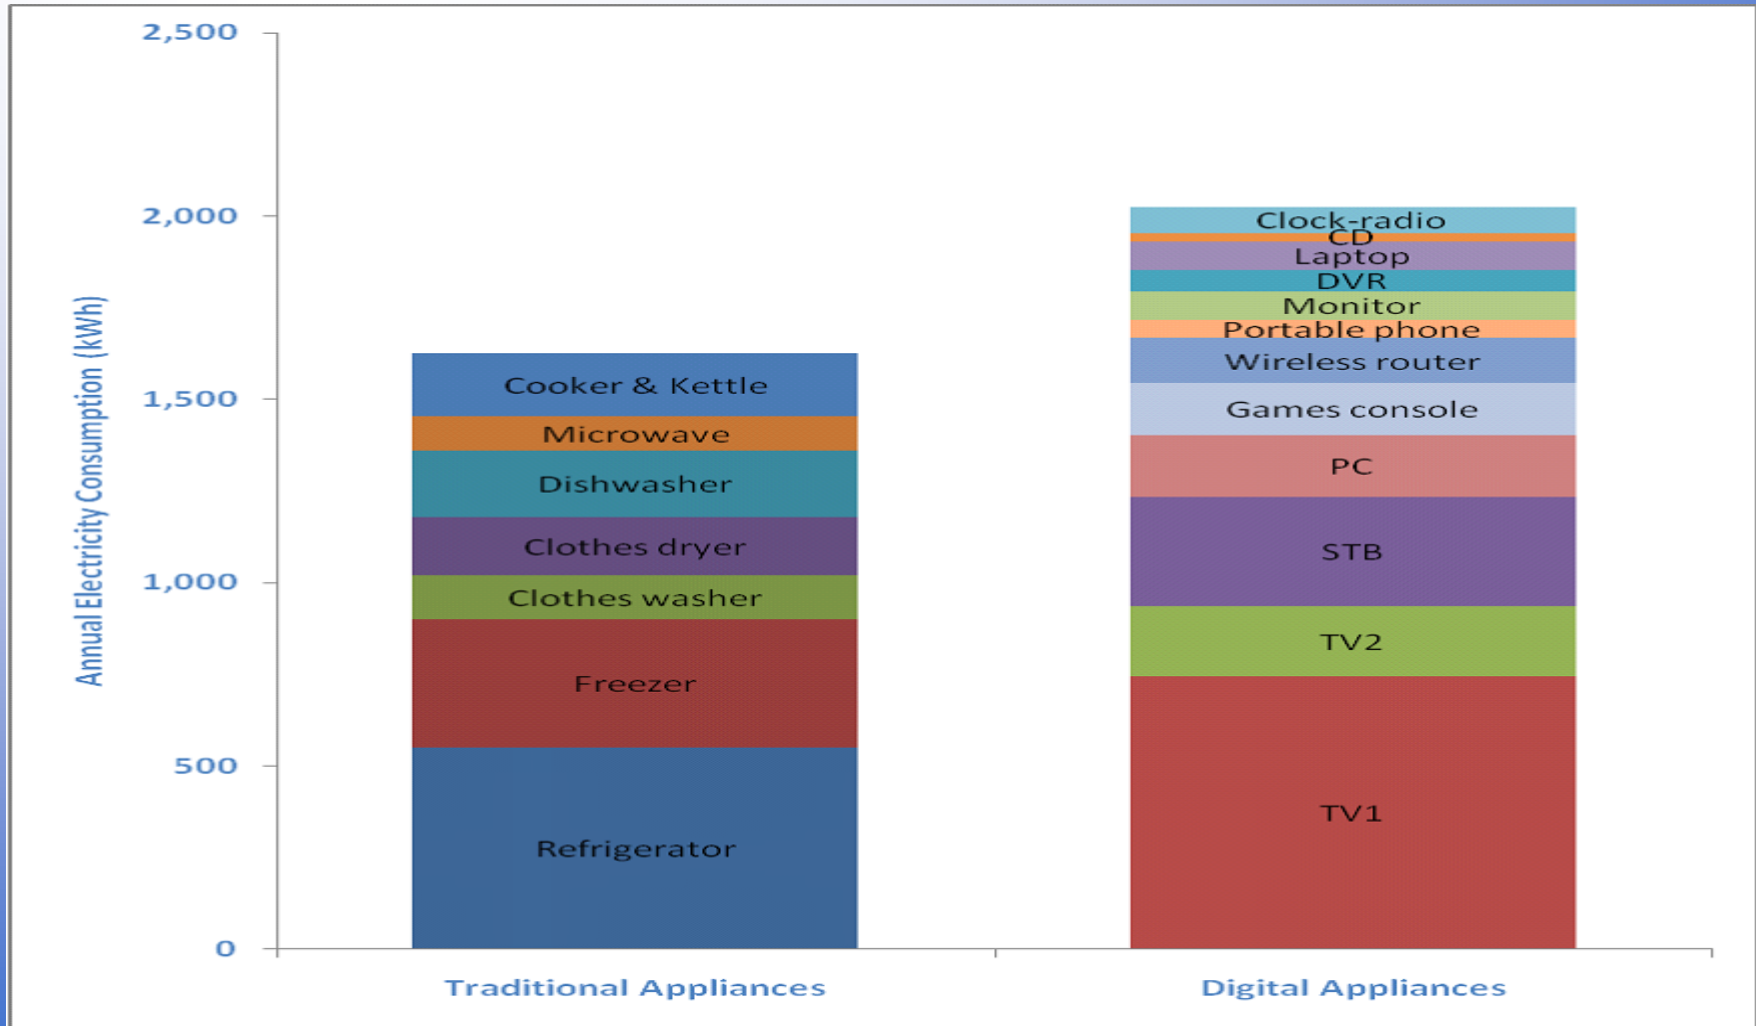 2,500
2,000
1,500
1,000
500
0
Annual Electricity Consumption (kWh)
Cooker & Kettle
Microwave
Dishwasher
Clothes dryer
Clothes washer
Freezer
Refrigerator
Clock-radio
CD
Laptop
DVR
Monitor
Portable phone
Wireless router
Games console
PC
STB
TV2
TV1
Traditional Appliances
Digital Appliances